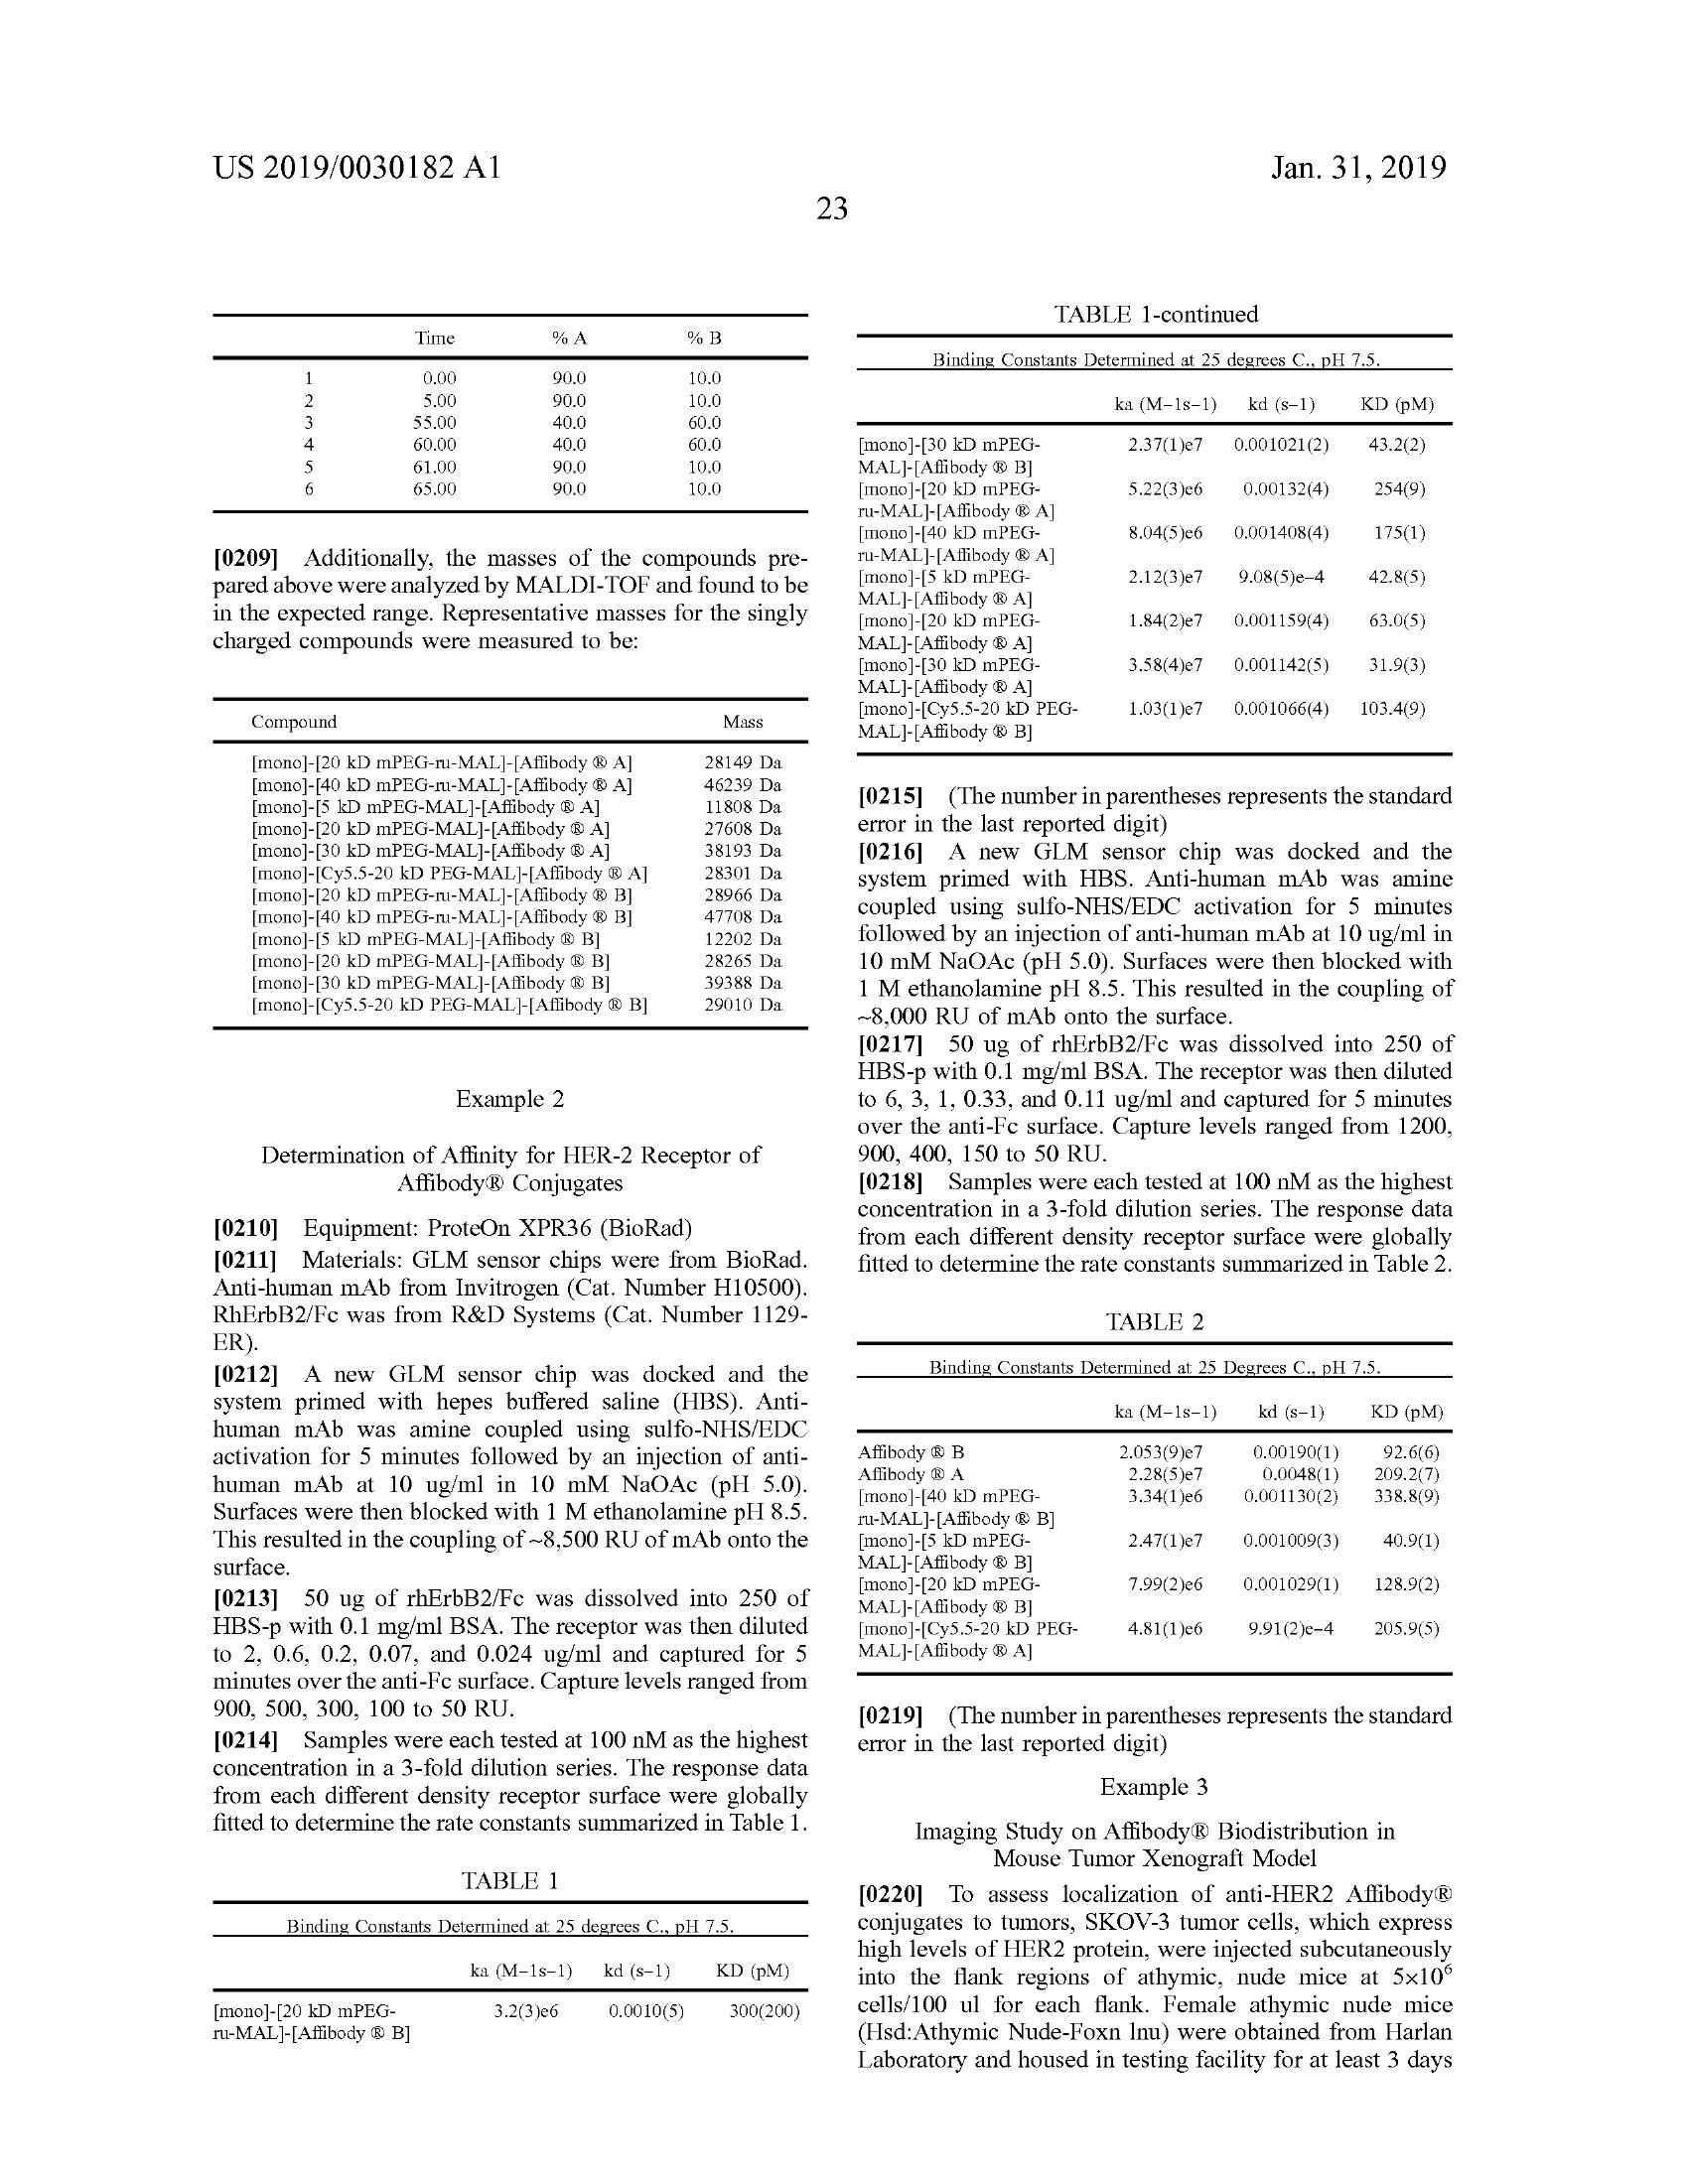 US 2019/0030182 A1
Jan. 31, 2019
23
Time % A % B
1 0.00 90.0 10.0
2 5.00 90.0 10.0
3 55.00 40.0 60.0
4 60.00 40.0 60.0
5 61.00 90.0 10.0
6 65.00 90.0 10.0
[0209] Additionally, the masses of the compounds pre-
pared above were analyzed by MALDI-TOF and found to be
in the expected range. Representative masses for the singly
charged compounds were measured to be:
Compound Mass
[mono]-[20 kD mPEG-ru-MAL]-[Affibody ® A] 28149 Da
[mono]-[40 kD mPEG-ru-MAL]-[Affibody ® A] 46239 Da
[mono]-[5 kD mPEG-MAL]-[Affibody ® A] 11808 Da
[mono]-[20 kD mPEG-MAL]-[Affibody ® A] 27608 Da
[mono]-[30 kD mPEG-MAL]-[Affibody ® A] 38193 Da
[mono]-[Cy5.5-20 kD PEG-MAL]-[Affibody ® A] 28301 Da
[mono]-[20 kD mPEG-ru-MAL]-[Affibody ® B] 28966 Da
[mono]-[40 kD mPEG-ru-MAL]-[Affibody ® B] 47708 Da
[mono]-[5 kD mPEG-MAL]-[Affibody ® B] 12202 Da
[mono]-[20 kD mPEG-MAL]-[Affibody ® B] 28265 Da
[mono]-[30 kD mPEG-MAL]-[Affibody ® B] 39388 Da
[mono]-[Cy5.5-20 kD PEG-MAL]-[Affibody ® B] 29010 Da
Example 2
Determination of Affinity for HER-2 Receptor of
Affibody® Conjugates
[0210] Equipment: ProteOn XPR36 (BioRad)
[0211] Materials: GLM sensor chips were from BioRad.
Anti-human mAb from Invitrogen (Cat. Number H10500).
RhErbB2/Fc was from R&D Systems (Cat. Number 1129-
ER).
[0212] A new GLM sensor chip was docked and the
system primed with hepes buffered saline (HBS). Anti-
human mAb was amine coupled using sulfo-NHS/EDC
activation for 5 minutes followed by an injection of anti-
human mAb at 10 ug/ml in 10 mM NaOAc (pH 5.0).
Surfaces were then blocked with 1 M ethanolamine pH 8.5.
This resulted in the coupling of ~8,500 RU of mAb onto the
surface.
[0213] 50 ug of rhErbB2/Fc was dissolved into 250 of
HBS-p with 0.1 mg/ml BSA. The receptor was then diluted
to 2, 0.6, 0.2, 0.07, and 0.024 ug/ml and captured for 5
minutes over the anti-Fc surface. Capture levels ranged from
900, 500, 300, 100 to 50 RU.
[0214] Samples were each tested at 100 nM as the highest
concentration in a 3-fold dilution series. The response data
from each different density receptor surface were globally
fitted to determine the rate constants summarized in Table 1.
TABLE 1
Binding Constants Determined at 25 degrees C., pH 7.5.
ka (M–1s–1) kd (s–1) KD (pM)
[mono]-[20 kD mPEG- 3.2(3)e6 0.0010(5) 300(200)
ru-MAL]-[Affibody ® B]
TABLE 1-continued
Binding Constants Determined at 25 degrees C., pH 7.5.
ka (M–1s–1) kd (s–1) KD (pM)
[mono]-[30 kD mPEG- 2.37(1)e7 0.001021(2) 43.2(2)
MAL]-[Affibody ® B]
[mono]-[20 kD mPEG- 5.22(3)e6 0.00132(4) 254(9)
ru-MAL]-[Affibody ® A]
[mono]-[40 kD mPEG- 8.04(5)e6 0.001408(4) 175(1)
ru-MAL]-[Affibody ® A]
[mono]-[5 kD mPEG- 2.12(3)e7 9.08(5)e–4 42.8(5)
MAL]-[Affibody ® A]
[mono]-[20 kD mPEG- 1.84(2)e7 0.001159(4) 63.0(5)
MAL]-[Affibody ® A]
[mono]-[30 kD mPEG- 3.58(4)e7 0.001142(5) 31.9(3)
MAL]-[Affibody ® A]
[mono]-[Cy5.5-20 kD PEG- 1.03(1)e7 0.001066(4) 103.4(9)
MAL]-[Affibody ® B]
[0215] (The number in parentheses represents the standard
error in the last reported digit)
[0216] A new GLM sensor chip was docked and the
system primed with HBS. Anti-human mAb was amine
coupled using sulfo-NHS/EDC activation for 5 minutes
followed by an injection of anti-human mAb at 10 ug/ml in
10 mM NaOAc (pH 5.0). Surfaces were then blocked with
1 M ethanolamine pH 8.5. This resulted in the coupling of
~8,000 RU of mAb onto the surface.
[0217] 50 ug of rhErbB2/Fc was dissolved into 250 of
HBS-p with 0.1 mg/ml BSA. The receptor was then diluted
to 6, 3, 1, 0.33, and 0.11 ug/ml and captured for 5 minutes
over the anti-Fc surface. Capture levels ranged from 1200,
900, 400, 150 to 50 RU.
[0218] Samples were each tested at 100 nM as the highest
concentration in a 3-fold dilution series. The response data
from each different density receptor surface were globally
fitted to determine the rate constants summarized in Table 2.
TABLE 2
Binding Constants Determined at 25 Degrees C., pH 7.5.
ka (M–1s–1) kd (s–1) KD (pM)
Affibody ® B 2.053(9)e7 0.00190(1) 92.6(6)
Affibody ® A 2.28(5)e7 0.0048(1) 209.2(7)
[mono]-[40 kD mPEG- 3.34(1)e6 0.001130(2) 338.8(9)
ru-MAL]-[Affibody ® B]
[mono]-[5 kD mPEG- 2.47(1)e7 0.001009(3) 40.9(1)
MAL]-[Affibody ® B]
[mono]-[20 kD mPEG- 7.99(2)e6 0.001029(1) 128.9(2)
MAL]-[Affibody ® B]
[mono]-[Cy5.5-20 kD PEG- 4.81(1)e6 9.91(2)e–4 205.9(5)
MAL]-[Affibody ® A]
[0219] (The number in parentheses represents the standard
error in the last reported digit)
Example 3
Imaging Study on Affibody® Biodistribution in
Mouse Tumor Xenograft Model
[0220] To assess localization of anti-HER2 Affibody®
conjugates to tumors, SKOV-3 tumor cells, which express
high levels of HER2 protein, were injected subcutaneously
into the flank regions of athymic, nude mice at 5x10⁶
cells/100 ul for each flank. Female athymic nude mice
(Hsd:Athymic Nude-Foxn lnu) were obtained from Harlan
Laboratory and housed in testing facility for at least 3 days